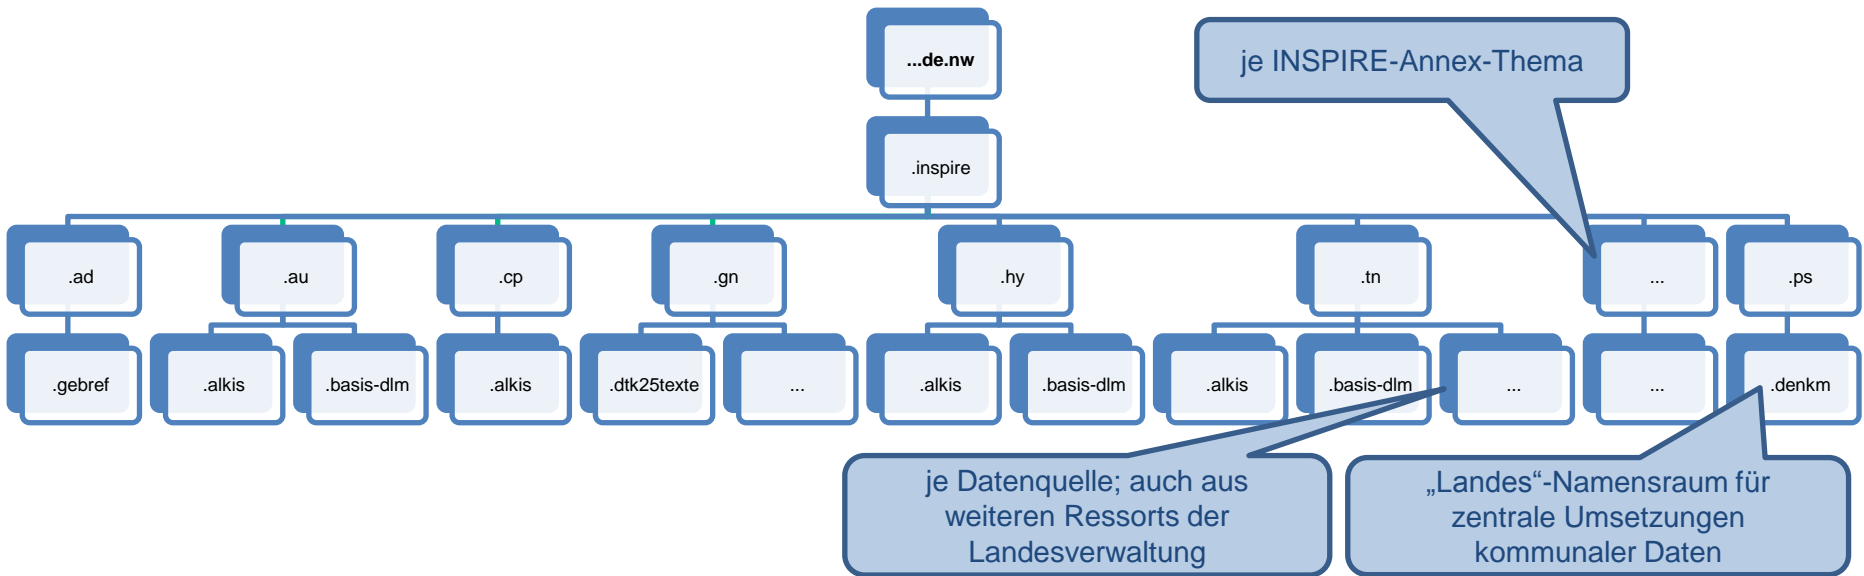 ...de.nw
je INSPIRE-Annex-Thema
.inspire
.ad
.au
.cp
.gn
.hy
.tn
...
.ps
.gebref
.alkis
.basis-dlm
.alkis
.dtk25texte
...
.alkis
.basis-dlm
.alkis
.basis-dlm
...
...
.denkm
je Datenquelle; auch aus
weiteren Ressorts der
Landesverwaltung
„Landes“-Namensraum für
zentrale Umsetzungen
kommunaler Daten